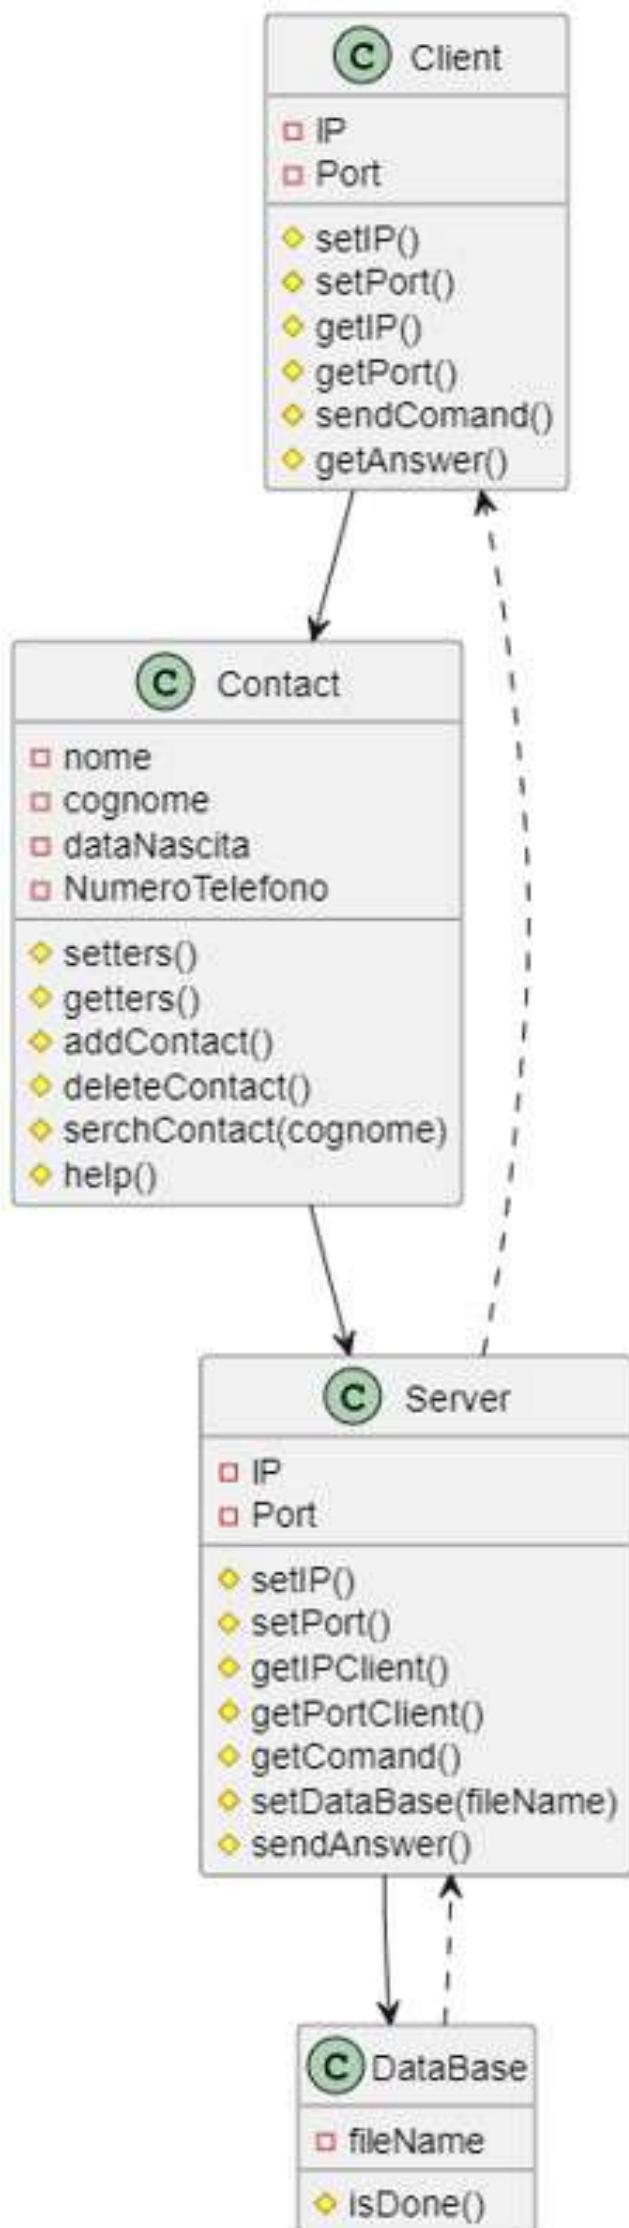 C Client
IP
Port
setIP()
setPort()
getIP()
getPort()
sendComand()
getAnswer()
C Contact
nome
cognome
dataNascita
NumeroTelefono
setters()
getters()
addContact()
deleteContact()
serchContact(cognome)
help()
C Server
IP
Port
setIP()
setPort()
getIPClient()
getPortClient()
getComand()
setDataBase(fileName)
sendAnswer()
C DataBase
fileName
isDone()